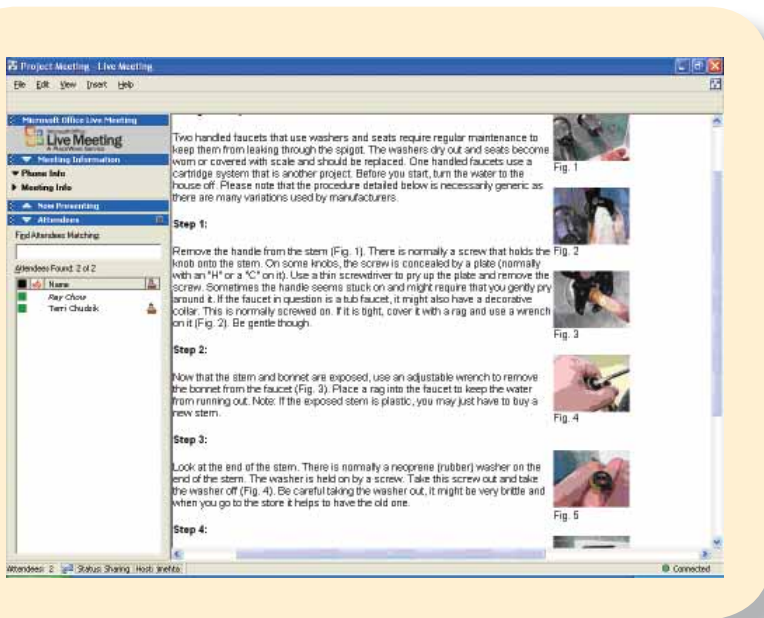 Project Meeting - Live Meeting
File Edit View Insert Help
Microsoft Office Live Meeting
Live Meeting
Meeting Information
Phone Info
Meeting Info
Now Presenting
Attendees
Find Attendees Matching:
Attendees Found: 2 of 2
Name
Ray Chow
Terri Chudzik
Two handled faucets that use washers and seats require regular maintenance to
keep them from leaking through the spigot. The washers dry out and seats become
worn or covered with scale and should be replaced. One handled faucets use a
cartridge system that is another project. Before you start, turn the water to the
house off. Please note that the procedure detailed below is necessarily generic as
there are many variations used by manufacturers.
Fig. 1
Step 1:
Remove the handle from the stem (Fig. 1). There is normally a screw that holds the
knob onto the stem. On some knobs, the screw is concealed by a plate (normally
with an "H" or a "C" on it). Use a thin screwdriver to pry up the plate and remove the
screw. Sometimes the handle seems stuck on and might require that you gently pry
around it. If the faucet in question is a tub faucet, it might also have a decorative
collar. This is normally screwed on. If it is tight, cover it with a rag and use a wrench
on it (Fig. 2). Be gentle though.
Fig. 2
Fig. 3
Step 2:
Now that the stem and bonnet are exposed, use an adjustable wrench to remove
the bonnet from the faucet (Fig. 3). Place a rag into the faucet to keep the water
from running out. Note: If the exposed stem is plastic, you may just have to buy a
new stem.
Fig. 4
Step 3:
Look at the end of the stem. There is normally a neoprene (rubber) washer on the
end of the stem. The washer is held on by a screw. Take this screw out and take
the washer off (Fig. 4). Be careful taking the washer out, it might be very brittle and
when you go to the store it helps to have the old one.
Fig. 5
Step 4:
Attendees: 2 Status: Sharing Host:
Connected